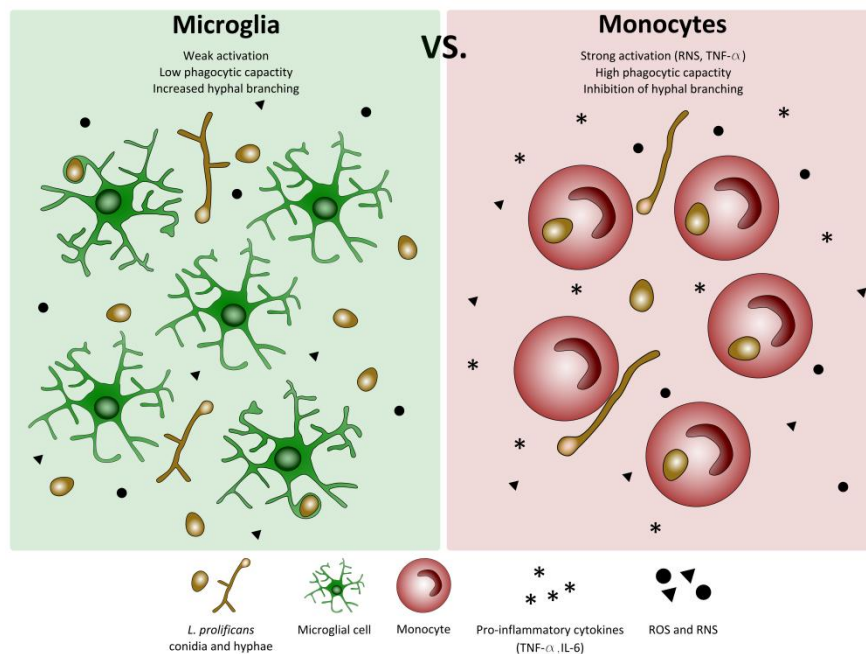 Microglia
Weak activation
Low phagocytic capactity
Increased hyphal branching
VS.
Monocytes
Strong activation (RNS, TNF-α)
High phagocytic capactity
Inhibition of hyphal branching
L. prolificans
conidia and hyphae
Microglial cell
Monocyte
Pro-inflammatory cytokines
(TNF-α, IL-6)
ROS and RNS